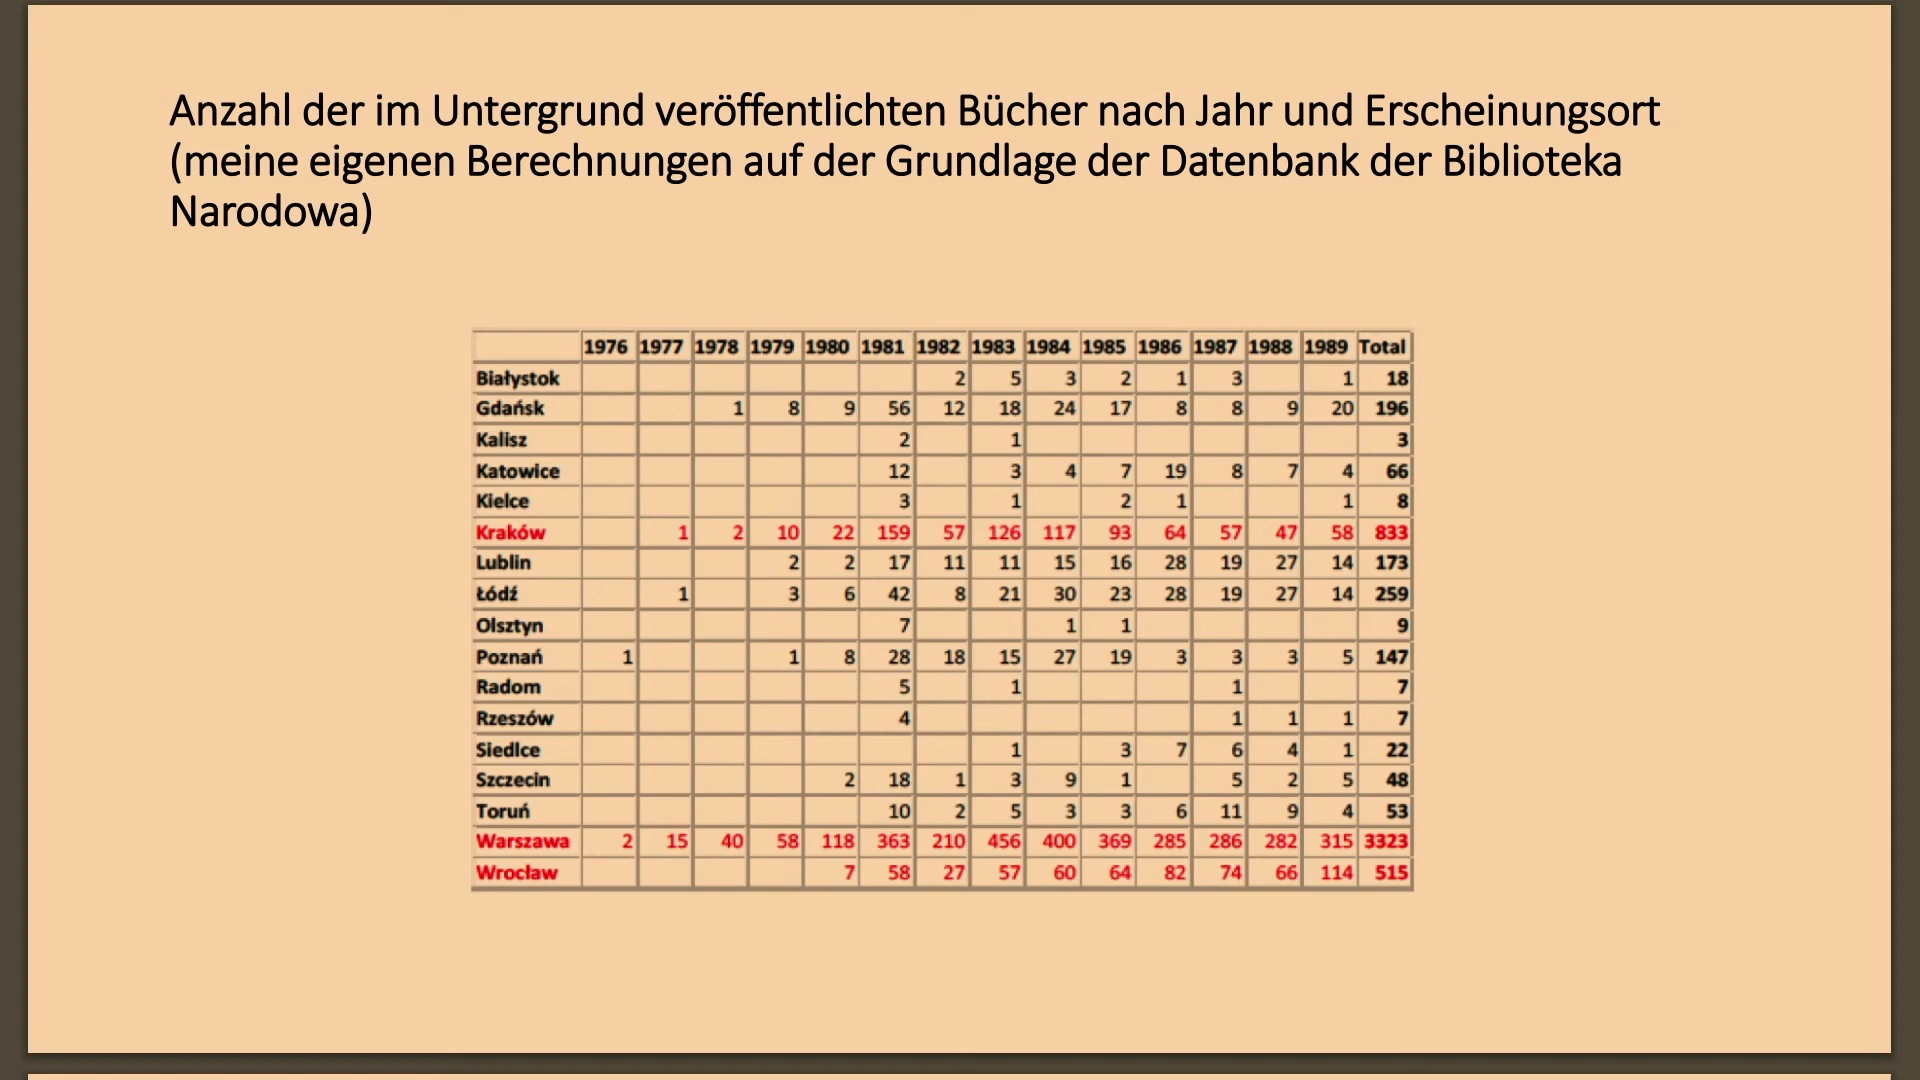 Anzahl der im Untergrund veröffentlichten Bücher nach Jahr und Erscheinungsort
(meine eigenen Berechnungen auf der Grundlage der Datenbank der Biblioteka
Narodowa)
1976 1977 1978 1979 1980 1981 1982 1983 1984 1985 1986 1987 1988 1989 Total
Białystok 2 5 3 2 1 3 1 18
Gdańsk 1 8 9 56 12 18 24 17 8 8 9 20 196
Kalisz 2 1 3
Katowice 12 3 4 7 19 8 7 4 66
Kielce 3 1 2 1 1 8
Kraków 1 2 10 22 159 57 126 117 93 64 57 47 58 833
Lublin 2 2 17 11 11 15 16 28 19 27 14 173
Łódź 1 3 6 42 8 21 30 23 28 19 27 14 259
Olsztyn 7 1 1 9
Poznań 1 1 8 28 18 15 27 19 3 3 3 5 147
Radom 5 1 1 7
Rzeszów 4 1 1 1 7
Siedlce 1 3 7 6 4 1 22
Szczecin 2 18 1 3 9 1 5 2 5 48
Toruń 10 2 5 3 3 6 11 9 4 53
Warszawa 2 15 40 58 118 363 210 456 400 369 285 286 282 315 3323
Wrocław 7 58 27 57 60 64 82 74 66 114 515